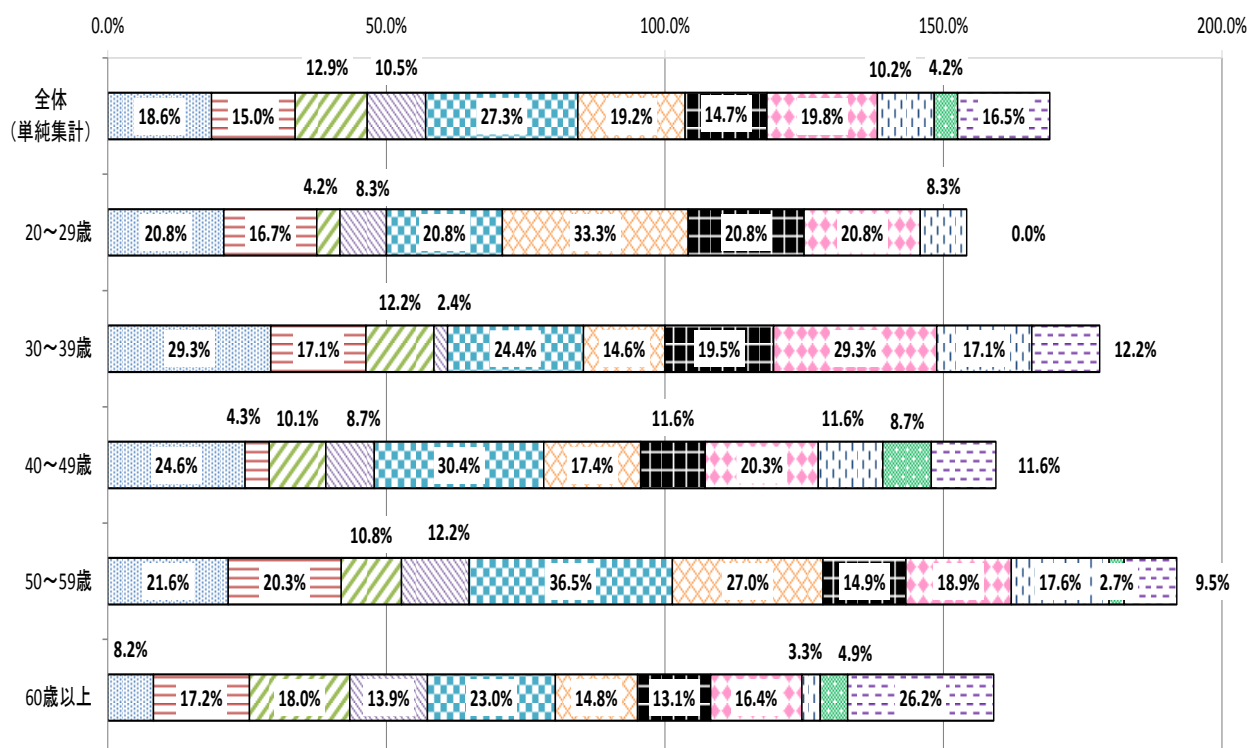 0.0% 50.0% 100.0% 150.0% 200.0%
12.9% 10.5% 10.2% 4.2%
全体
（単純集計）
18.6% 15.0% 27.3% 19.2% 14.7% 19.8% 16.5%
4.2% 8.3% 8.3%
20～29歳 20.8% 16.7% 20.8% 33.3% 20.8% 20.8% 0.0%
12.2% 2.4%
30～39歳 29.3% 17.1% 24.4% 14.6% 19.5% 29.3% 17.1% 12.2%
4.3% 10.1% 8.7% 11.6% 11.6% 8.7%
40～49歳 24.6% 30.4% 17.4% 20.3% 11.6%
10.8% 12.2%
50～59歳 21.6% 20.3% 36.5% 27.0% 14.9% 18.9% 17.6% 2.7% 9.5%
8.2% 3.3% 4.9%
60歳以上 17.2% 18.0% 13.9% 23.0% 14.8% 13.1% 16.4% 26.2%